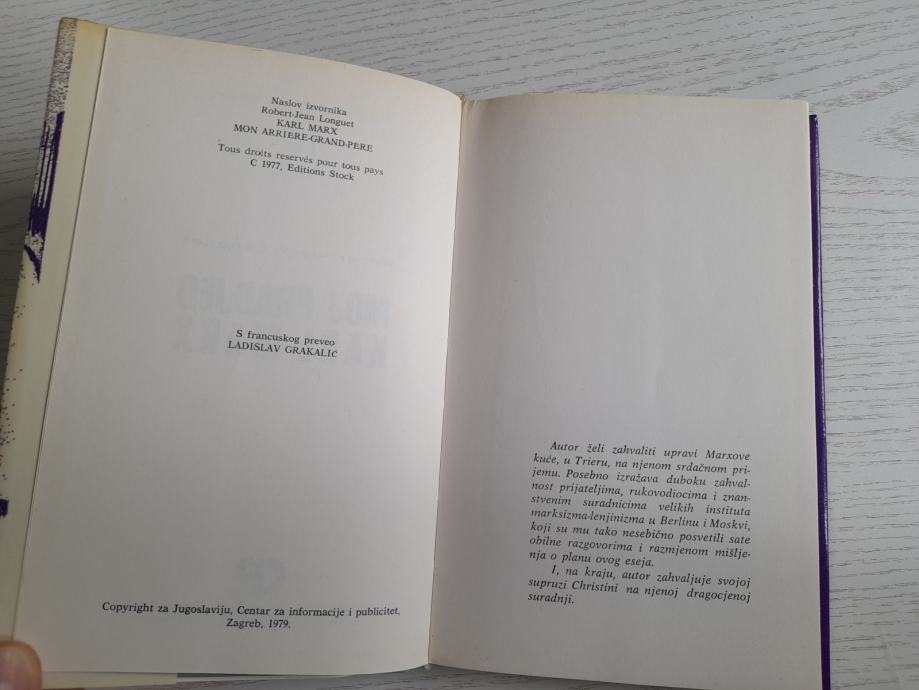 Naslov izvornika
Robert-Jean Longuet
KARL MARX
MON ARRIERE-GRAND-PERE
Tous droits reservés pour tous pays
C 1977, Editions Stock
S francuskog preveo
LADISLAV GRAKALIĆ
Copyright za Jugoslaviju, Centar za informacije i publicitet,
Zagreb, 1979.
Autor želi zahvaliti upravi Marxove
kuće, u Trieru, na njenom srdačnom pri-
jemu. Posebno izražava duboku zahval-
nost prijateljima, rukovodiocima i znan-
stvenim suradnicima velikih instituta
marksizma-lenjinizma u Berlinu i Moskvi,
koji su mu tako nesebično posvetili sate
obilne razgovorima i razmjenom mišlje-
nja o planu ovog eseja.
I, na kraju, autor zahvaljuje svojoj
supruzi Christini na njenoj dragocjenoj
suradnji.